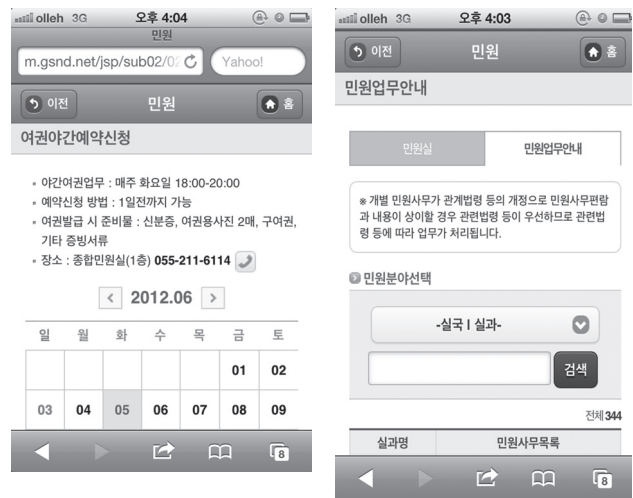 olleh 3G 오후 4:04
민원
m.gsnd.net/jsp/sub02/02
Yahoo!
이전 민원 홈
여권야간예약신청
▪ 야간여권업무 : 매주 화요일 18:00-20:00
▪ 예약신청 방법 : 1일전까지 가능
▪ 여권발급 시 준비물 : 신분증, 여권용사진 2매, 구여권,
기타 증빙서류
▪ 장소 : 종합민원실(1층) 055-211-6114
< 2012.06 >
일 월 화 수 목 금 토
01 02
03 04 05 06 07 08 09
8
olleh 3G 오후 4:03
이전 민원 홈
민원업무안내
민원실 민원업무안내
※ 개별 민원사무가 관계법령 등의 개정으로 민원사무편람
과 내용이 상이할 경우 관련법령 등이 우선하므로 관련법
령 등에 따라 업무가 처리됩니다.
민원분야선택
-실국 | 실과-
검색
전체 344
실과명 민원사무목록
8